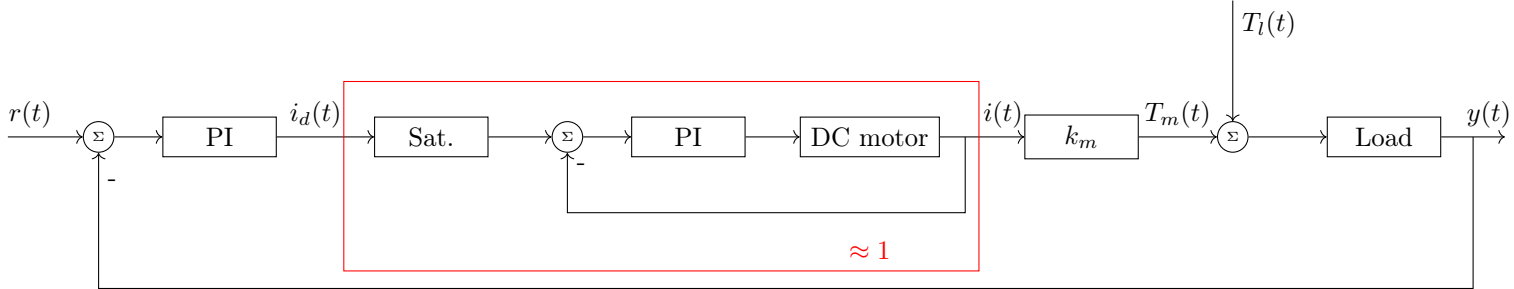 T_l(t)
r(t)
Σ
PI
i_d(t)
Sat.
Σ
PI
DC motor
i(t)
k_m
T_m(t)
Σ
Load
y(t)
-
-
≈ 1